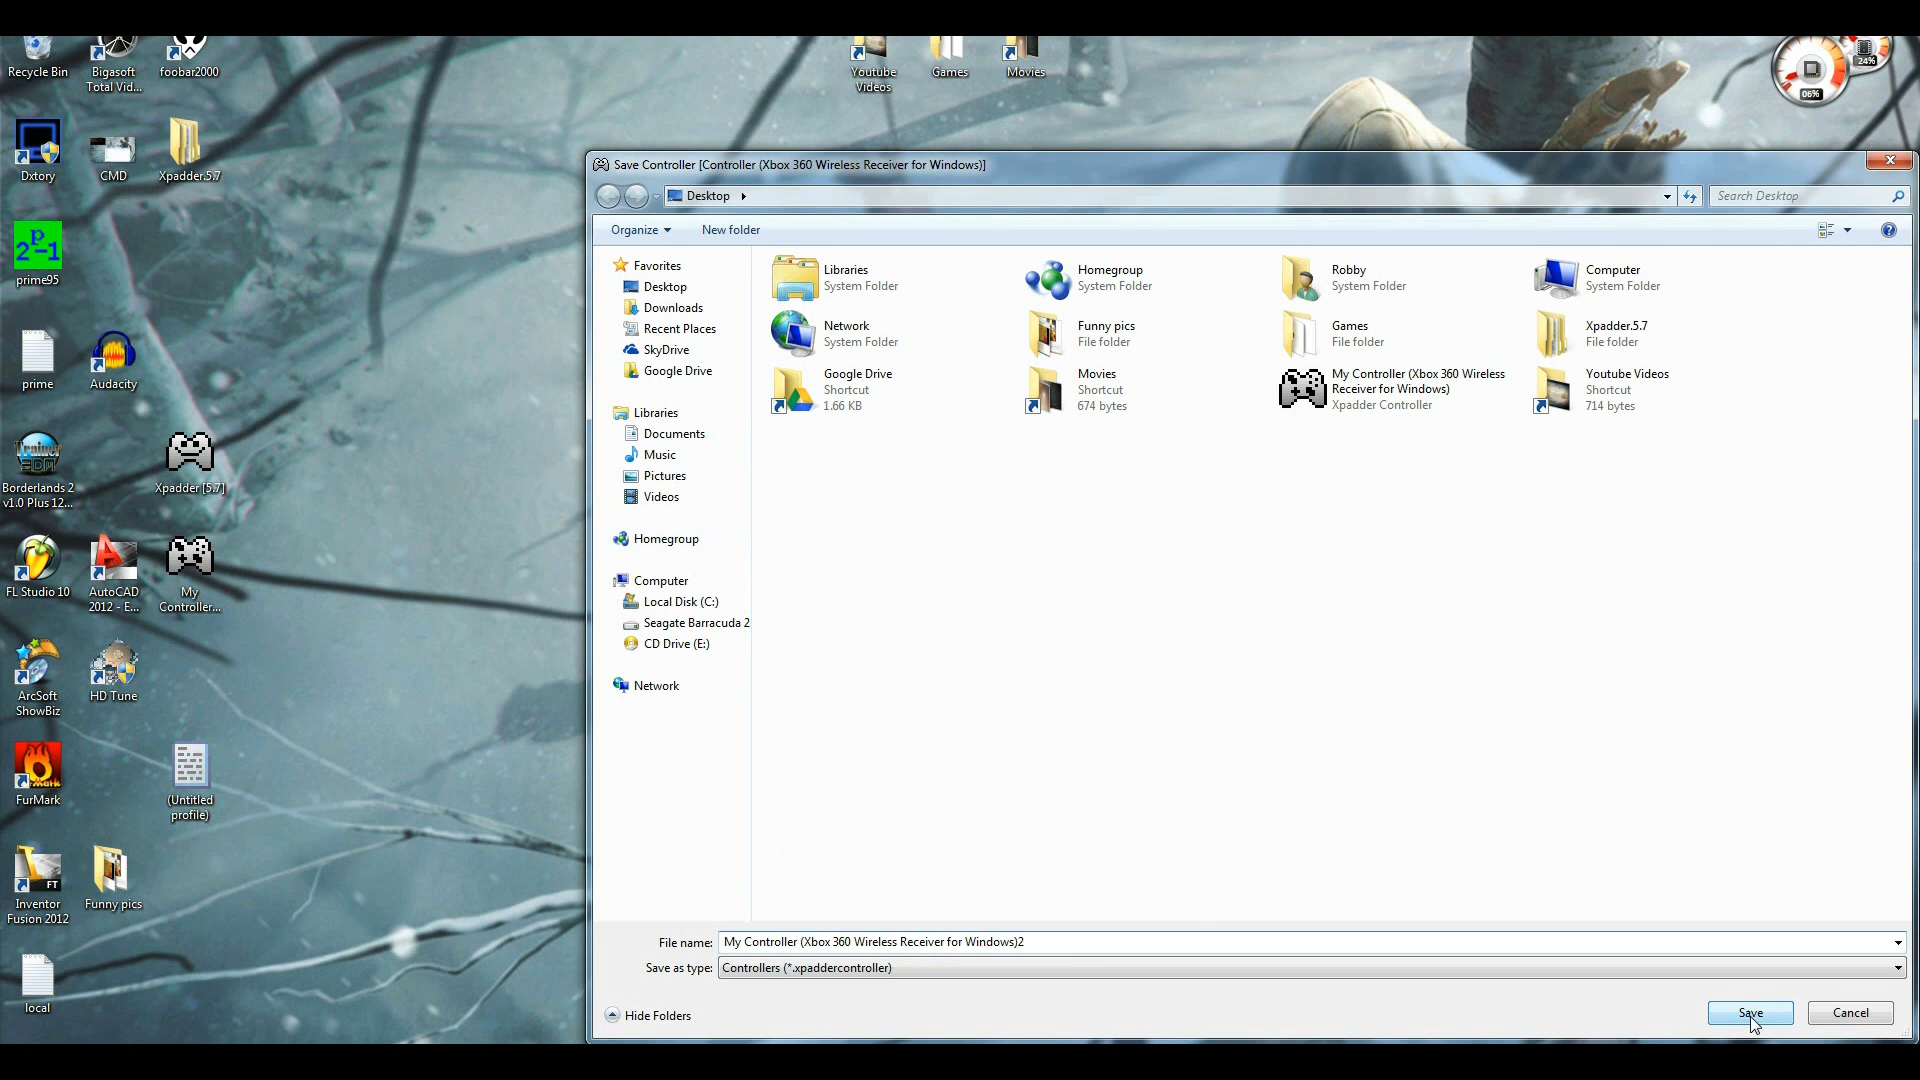 Recycle Bin
Bigasoft
Total Vid...
foobar2000
Youtube
Videos
Games
Movies
24%
06%
Dxtory
CMD
Xpadder.5.7
2
p
-1
prime95
prime
Audacity
Trainer
Borderlands 2
v1.0 Plus 12...
Xpadder [5.7]
FL Studio 10
AutoCAD
2012 - E...
My
Controller...
ArcSoft
ShowBiz
HD Tune
FurMark
(Untitled
profile)
FT
Inventor
Fusion 2012
Funny pics
local
Save Controller [Controller (Xbox 360 Wireless Receiver for Windows)]
Desktop
Search Desktop
Organize
New folder
Favorites
Desktop
Downloads
Recent Places
SkyDrive
Google Drive
Libraries
Documents
Music
Pictures
Videos
Homegroup
Computer
Local Disk (C:)
Seagate Barracuda 2
CD Drive (E:)
Network
Libraries
System Folder
Homegroup
System Folder
Robby
System Folder
Computer
System Folder
Network
System Folder
Funny pics
File folder
Games
File folder
Xpadder.5.7
File folder
Google Drive
Shortcut
1.66 KB
Movies
Shortcut
674 bytes
My Controller (Xbox 360 Wireless
Receiver for Windows)
Xpadder Controller
Youtube Videos
Shortcut
714 bytes
File name:
My Controller (Xbox 360 Wireless Receiver for Windows)2
Save as type:
Controllers (*.xpaddercontroller)
Hide Folders
Save
Cancel